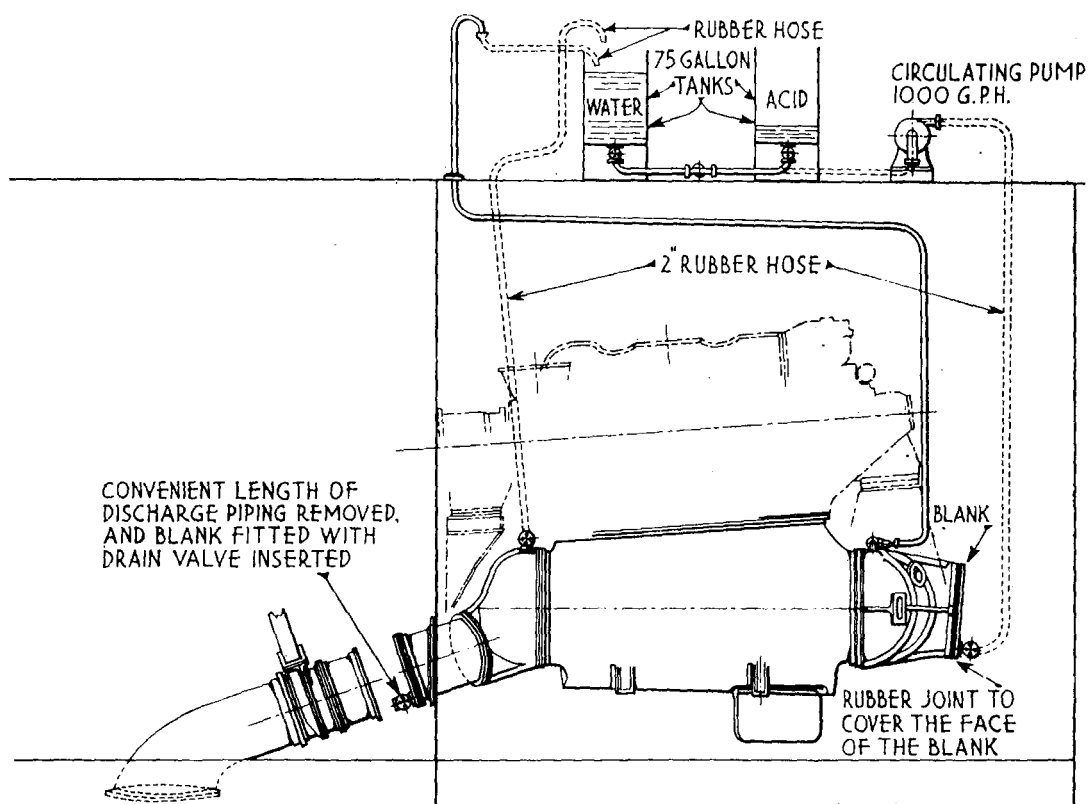 RUBBER HOSE
75 GALLON
TANKS
WATER
ACID
CIRCULATING PUMP
1000 G.P.H.
2" RUBBER HOSE
CONVENIENT LENGTH OF
DISCHARGE PIPING REMOVED,
AND BLANK FITTED WITH
DRAIN VALVE INSERTED
BLANK
RUBBER JOINT TO
COVER THE FACE
OF THE BLANK